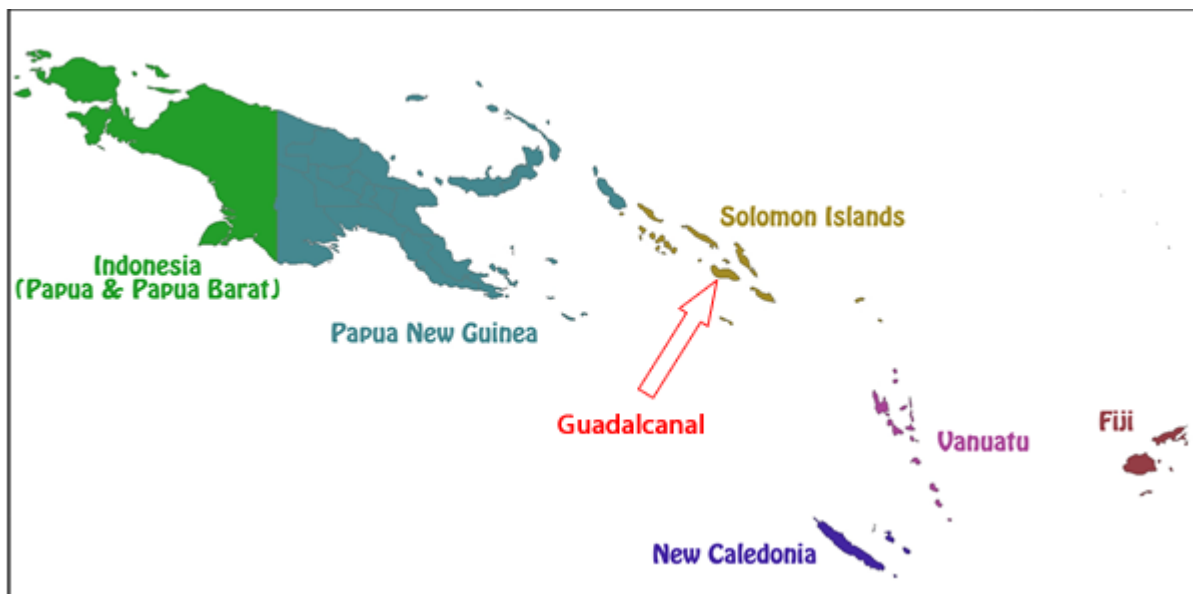 Solomon Islands
Indonesia
(Papua & Papua Barat)
Papua New Guinea
Guadalcanal
Fiji
Vanuatu
New Caledonia